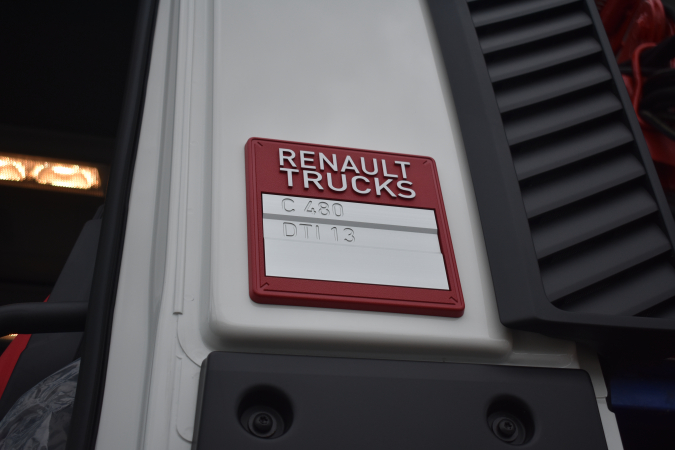 RENAULT
TRUCKS
C 480
DTI 13